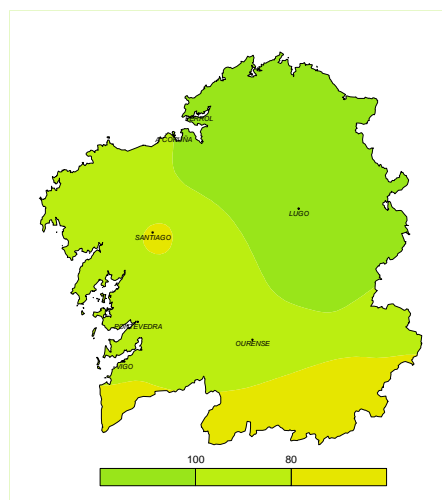 FERROL
A CORUÑA
LUGO
SANTIAGO
PONTEVEDRA
OURENSE
VIGO
100 80